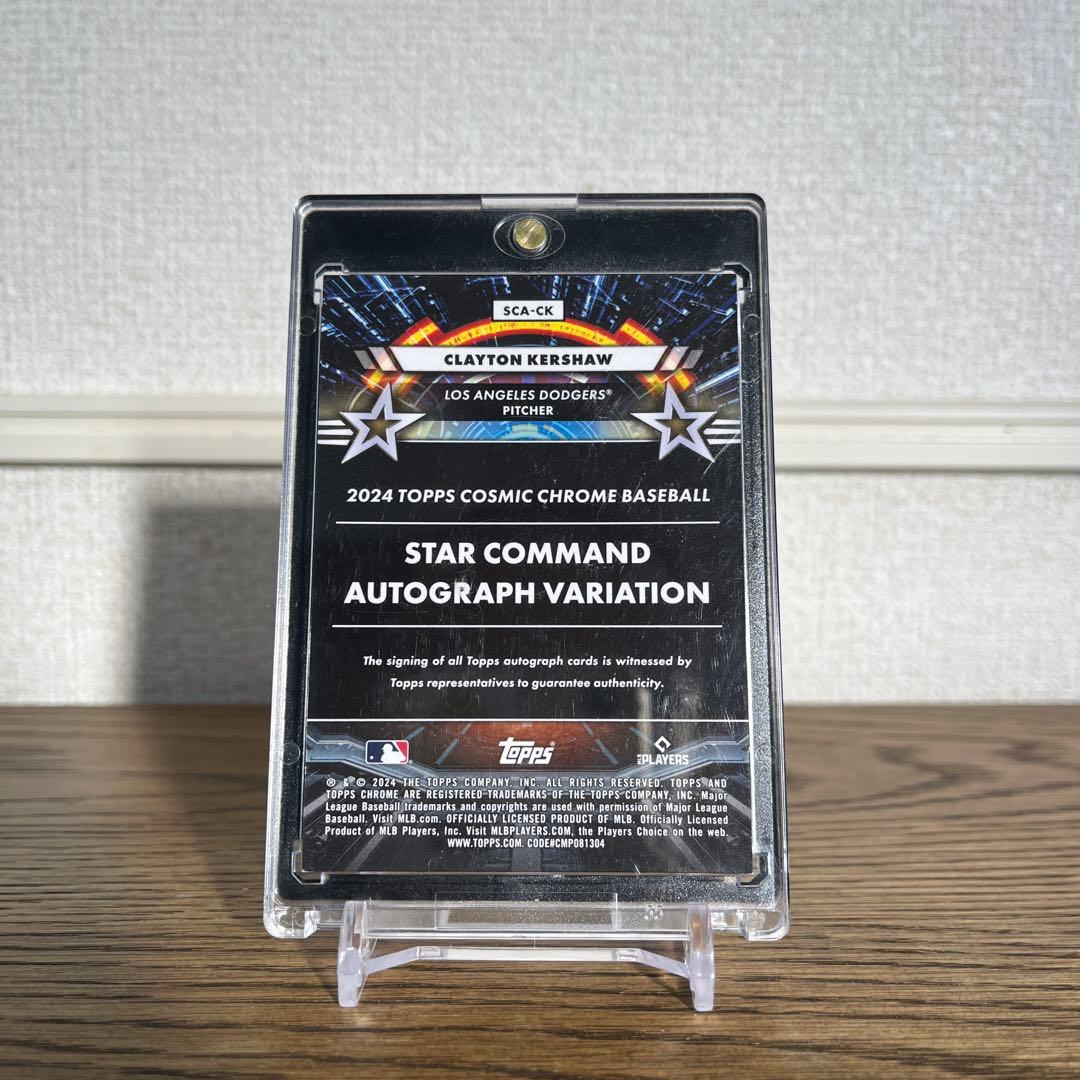 SCA-CK
CLAYTON KERSHAW
LOS ANGELES DODGERS®
PITCHER
2024 TOPPS COSMIC CHROME BASEBALL
STAR COMMAND
AUTOGRAPH VARIATION
The signing of all Topps autograph cards is witnessed by
Topps representatives to guarantee authenticity.
topps®
MLB PLAYERS
® & © 2024 THE TOPPS COMPANY, INC. ALL RIGHTS RESERVED. TOPPS AND
TOPPS CHROME ARE REGISTERED TRADEMARKS OF THE TOPPS COMPANY, INC. Major
League Baseball trademarks and copyrights are used with permission of Major League
Baseball. Visit MLB.com. OFFICIALLY LICENSED PRODUCT OF MLB. Officially Licensed
Product of MLB Players, Inc. Visit MLBPLAYERS.COM, the Players Choice on the web.
WWW.TOPPS.COM. CODE#CMP081304